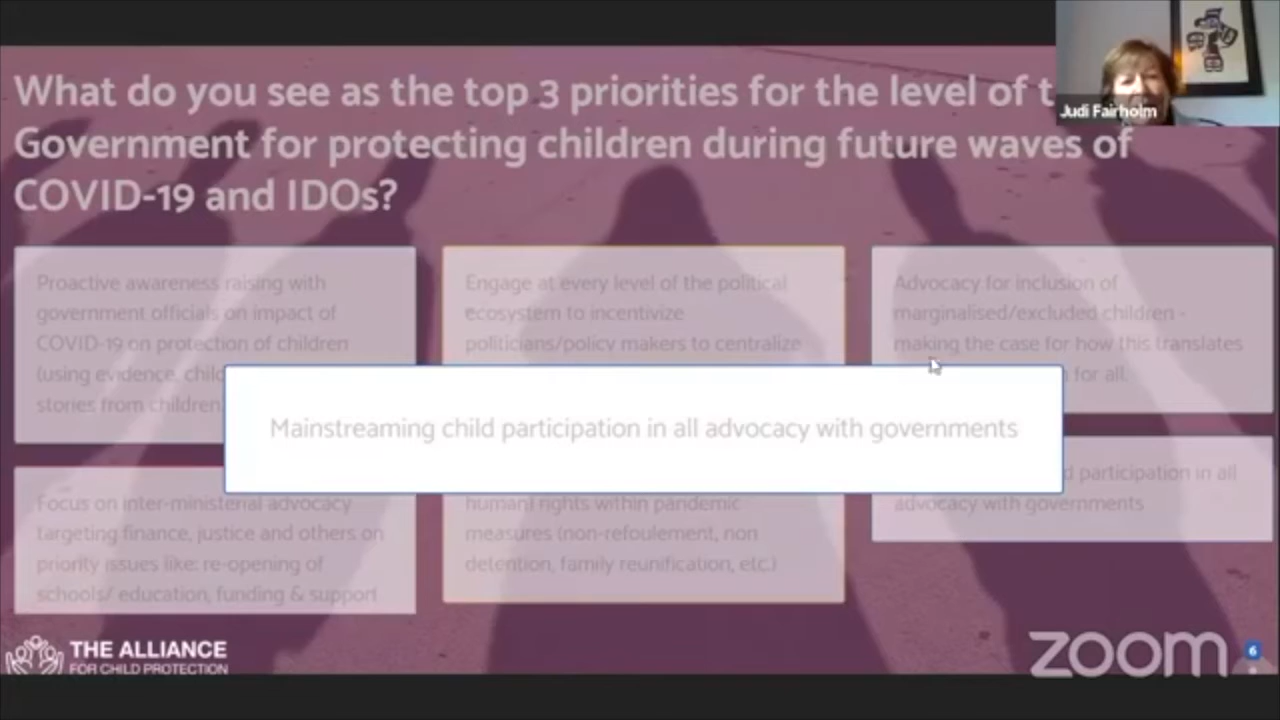 What do you see as the top 3 priorities for the level of
Government for protecting children during future waves of
COVID-19 and IDOs?
Judi Fairholm
Proactive awareness raising with
government officials on impact of
COVID-19 on protection of children
(using evidence,
stories from children
Engage at every level of the political
ecosystem to incentivize
politicians/policy makers to centralize
Advocacy for inclusion of
marginalised/excluded children -
making the case for how this translates
for all.
Mainstreaming child participation in all advocacy with governments
Focus on inter-ministerial advocacy
targeting finance, justice and others on
priority issues like: re-opening of
schools/ education, funding & support
human rights within pandemic
measures (non-refoulement, non
detention, family reunification, etc.)
participation in all
advocacy with governments
THE ALLIANCE
FOR CHILD PROTECTION
zoom
6